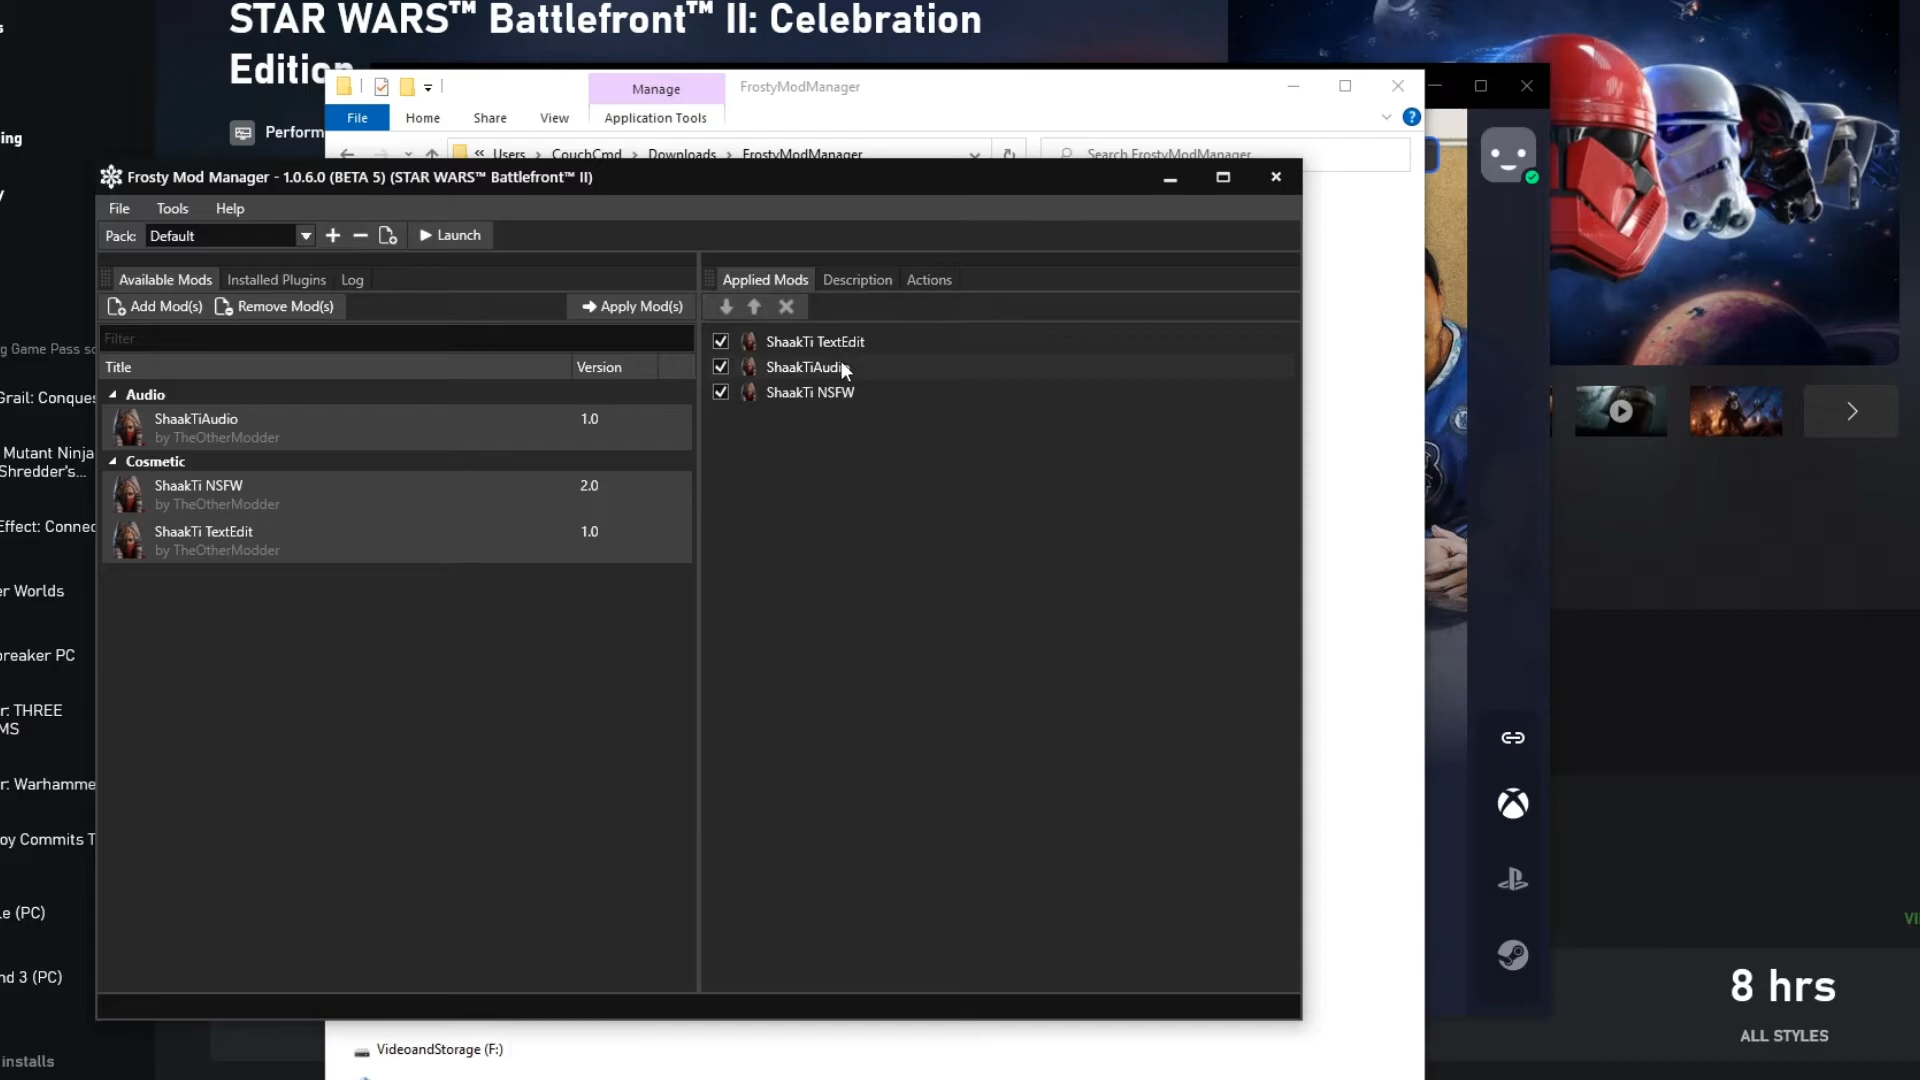 STAR WARS™ Battlefront™ II: Celebration
Edition
Perform
Manage
FrostyModManager
File
Home
Share
View
Application Tools
« Users > CouchCmd > Downloads > FrostyModManager
Search FrostyModManager
Frosty Mod Manager - 1.0.6.0 (BETA 5) (STAR WARS™ Battlefront™ II)
File
Tools
Help
Pack:
Default
Launch
Available Mods
Installed Plugins
Log
Add Mod(s)
Remove Mod(s)
Apply Mod(s)
Filter
Title
Version
Audio
ShaakTiAudio
1.0
by TheOtherModder
Cosmetic
ShaakTi NSFW
2.0
by TheOtherModder
ShaakTi TextEdit
1.0
by TheOtherModder
Applied Mods
Description
Actions
ShaakTi TextEdit
ShaakTiAudio
ShaakTi NSFW
ing
g Game Pass sc
Grail: Conques
Mutant Ninja
Shredder's...
Effect: Connec
er Worlds
breaker PC
r: THREE
MS
r: Warhamme
oy Commits T
le (PC)
nd 3 (PC)
installs
VideoandStorage (F:)
VI
8 hrs
ALL STYLES